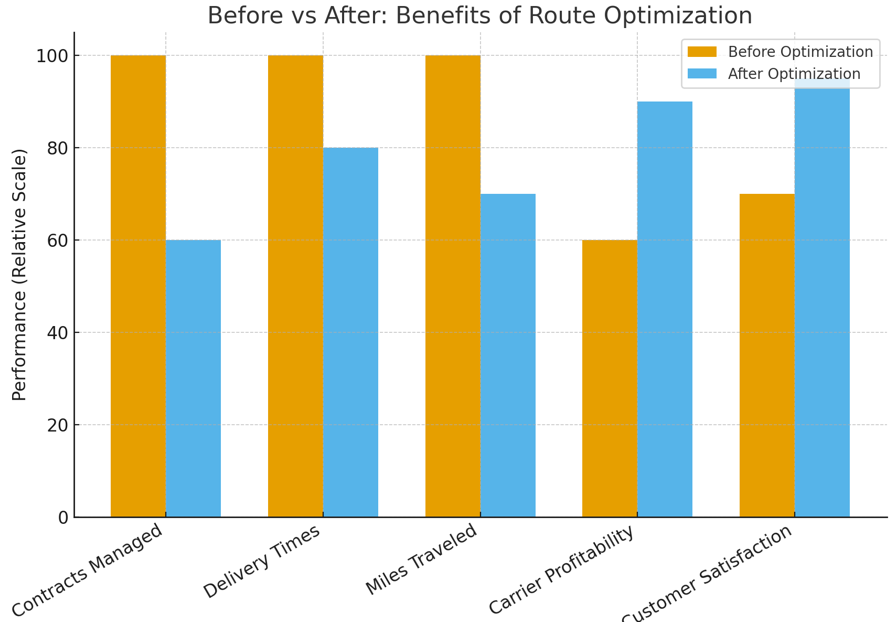 Before vs After: Benefits of Route Optimization
Before Optimization
After Optimization
Performance (Relative Scale)
100
80
60
40
20
0
Contracts Managed
Delivery Times
Miles Traveled
Carrier Profitability
Customer Satisfaction